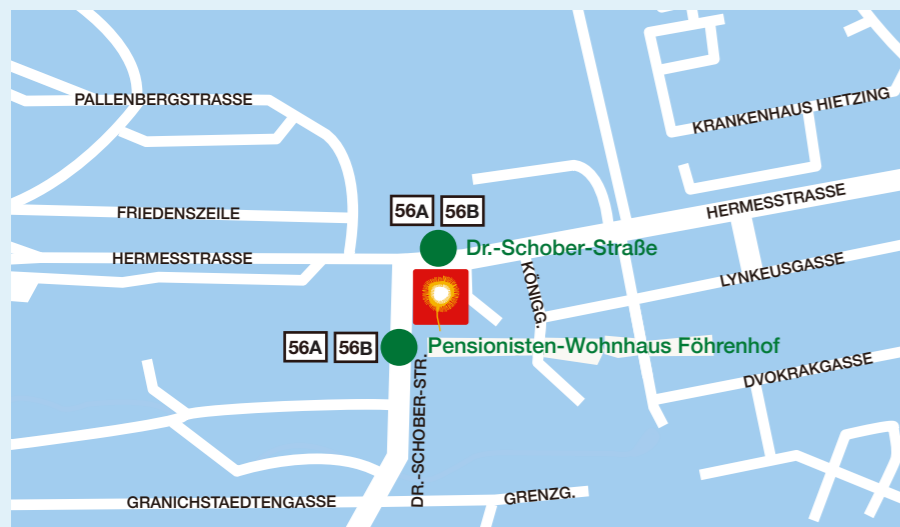 PALLENBERGSTRASSE
KRANKENHAUS HIETZING
FRIEDENSZEILE
56A 56B
HERMESSTRASSE
HERMESSTRASSE
Dr.-Schober-Straße
KÖNIGG.
LYNKEUSGASSE
56A 56B
Pensionisten-Wohnhaus Föhrenhof
DVOKRAKGASSE
DR.-SCHOBER-STR.
GRANICHSTAEDTENGASSE
GRENZG.